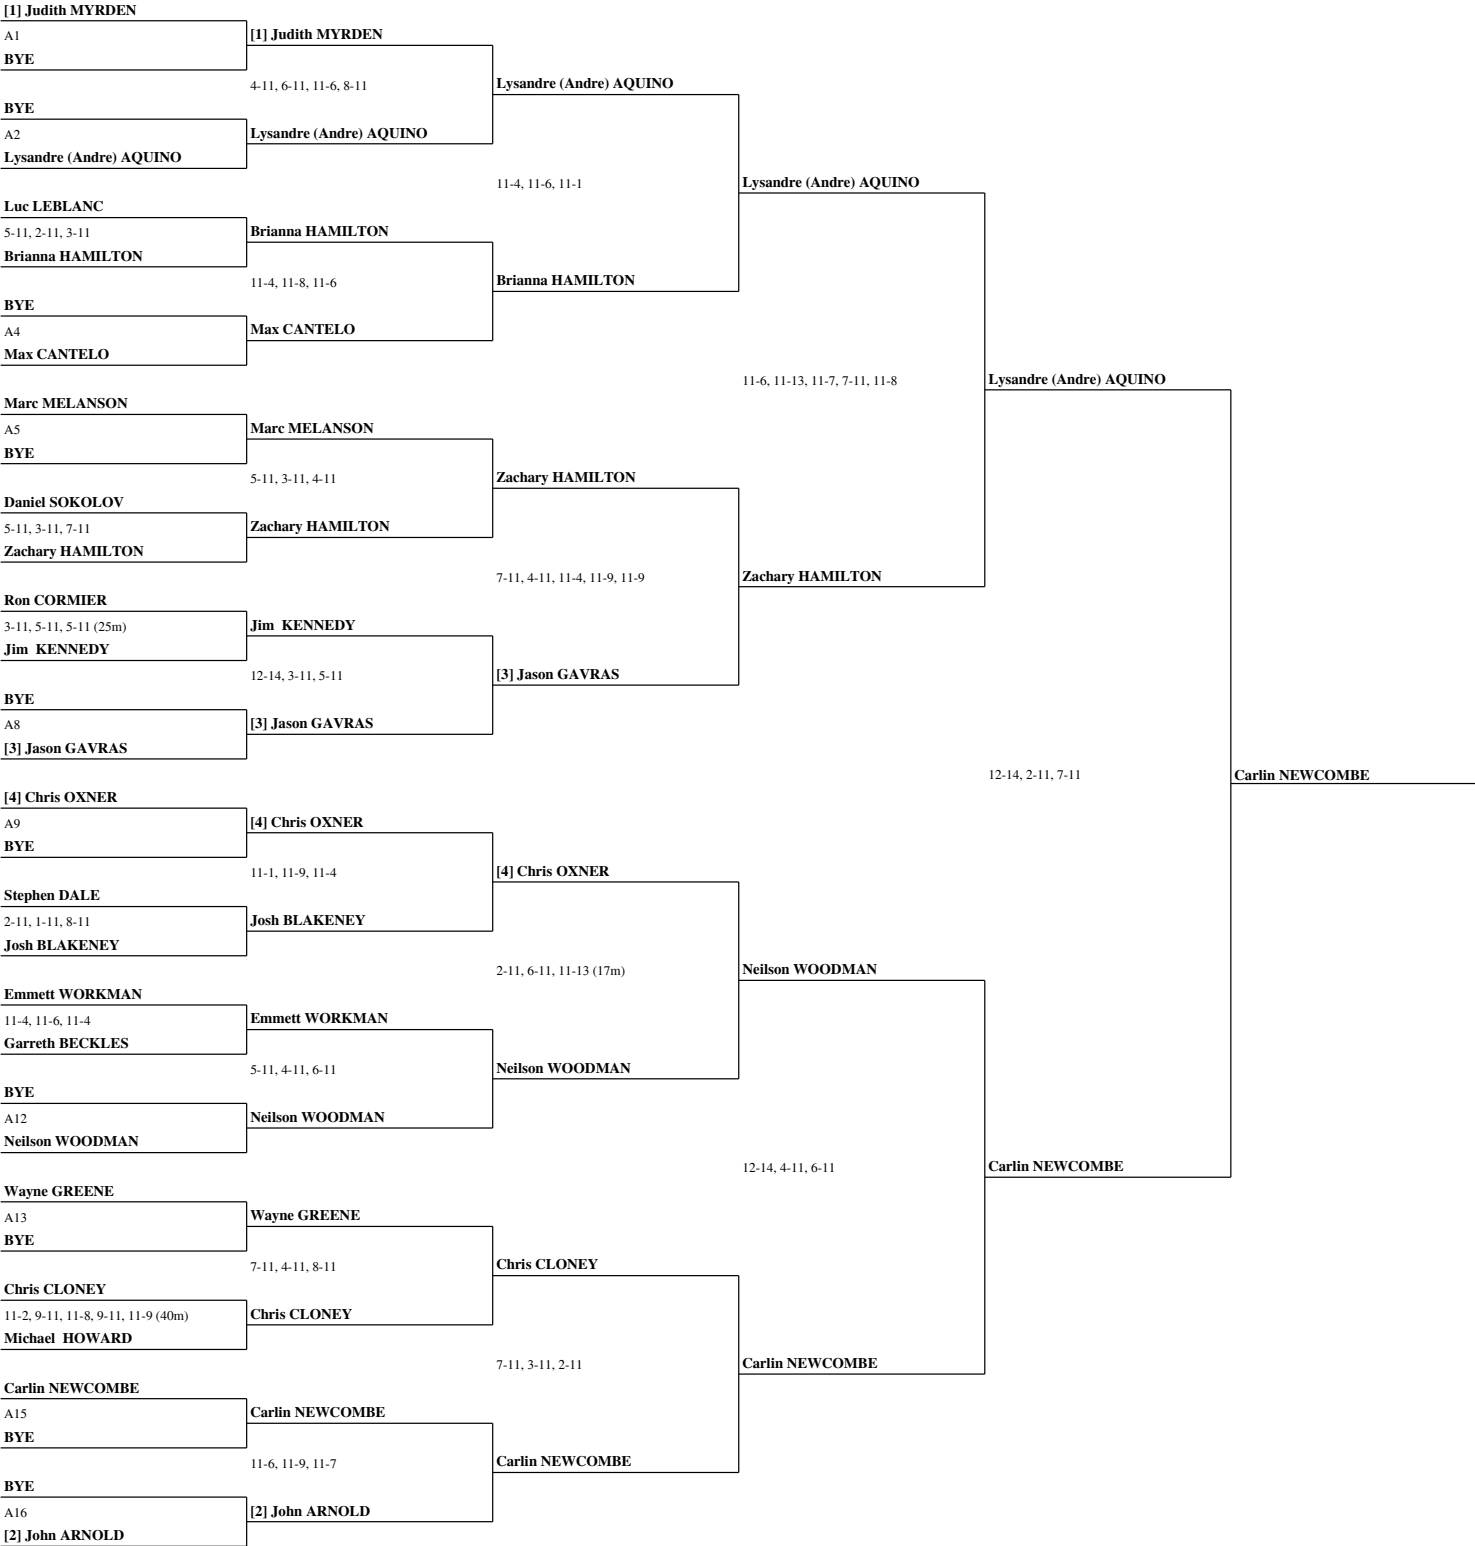 [1] Judith MYRDEN
A1
BYE
[1] Judith MYRDEN
4-11, 6-11, 11-6, 8-11
Lysandre (Andre) AQUINO
BYE
A2
Lysandre (Andre) AQUINO
Lysandre (Andre) AQUINO
11-4, 11-6, 11-1
Lysandre (Andre) AQUINO
Luc LEBLANC
5-11, 2-11, 3-11
Brianna HAMILTON
Brianna HAMILTON
11-4, 11-8, 11-6
Brianna HAMILTON
BYE
A4
Max CANTELO
Max CANTELO
11-6, 11-13, 11-7, 7-11, 11-8
Lysandre (Andre) AQUINO
Marc MELANSON
A5
BYE
Marc MELANSON
5-11, 3-11, 4-11
Zachary HAMILTON
Daniel SOKOLOV
5-11, 3-11, 7-11
Zachary HAMILTON
Zachary HAMILTON
7-11, 4-11, 11-4, 11-9, 11-9
Zachary HAMILTON
Ron CORMIER
3-11, 5-11, 5-11 (25m)
Jim  KENNEDY
Jim  KENNEDY
12-14, 3-11, 5-11
[3] Jason GAVRAS
BYE
A8
[3] Jason GAVRAS
[3] Jason GAVRAS
12-14, 2-11, 7-11
Carlin NEWCOMBE
[4] Chris OXNER
A9
BYE
[4] Chris OXNER
11-1, 11-9, 11-4
[4] Chris OXNER
Stephen DALE
2-11, 1-11, 8-11
Josh BLAKENEY
Josh BLAKENEY
2-11, 6-11, 11-13 (17m)
Neilson WOODMAN
Emmett WORKMAN
11-4, 11-6, 11-4
Garreth BECKLES
Emmett WORKMAN
5-11, 4-11, 6-11
Neilson WOODMAN
BYE
A12
Neilson WOODMAN
Neilson WOODMAN
12-14, 4-11, 6-11
Carlin NEWCOMBE
Wayne GREENE
A13
BYE
Wayne GREENE
7-11, 4-11, 8-11
Chris CLONEY
Chris CLONEY
11-2, 9-11, 11-8, 9-11, 11-9 (40m)
Michael  HOWARD
Chris CLONEY
7-11, 3-11, 2-11
Carlin NEWCOMBE
Carlin NEWCOMBE
A15
BYE
Carlin NEWCOMBE
11-6, 11-9, 11-7
Carlin NEWCOMBE
BYE
A16
[2] John ARNOLD
[2] John ARNOLD